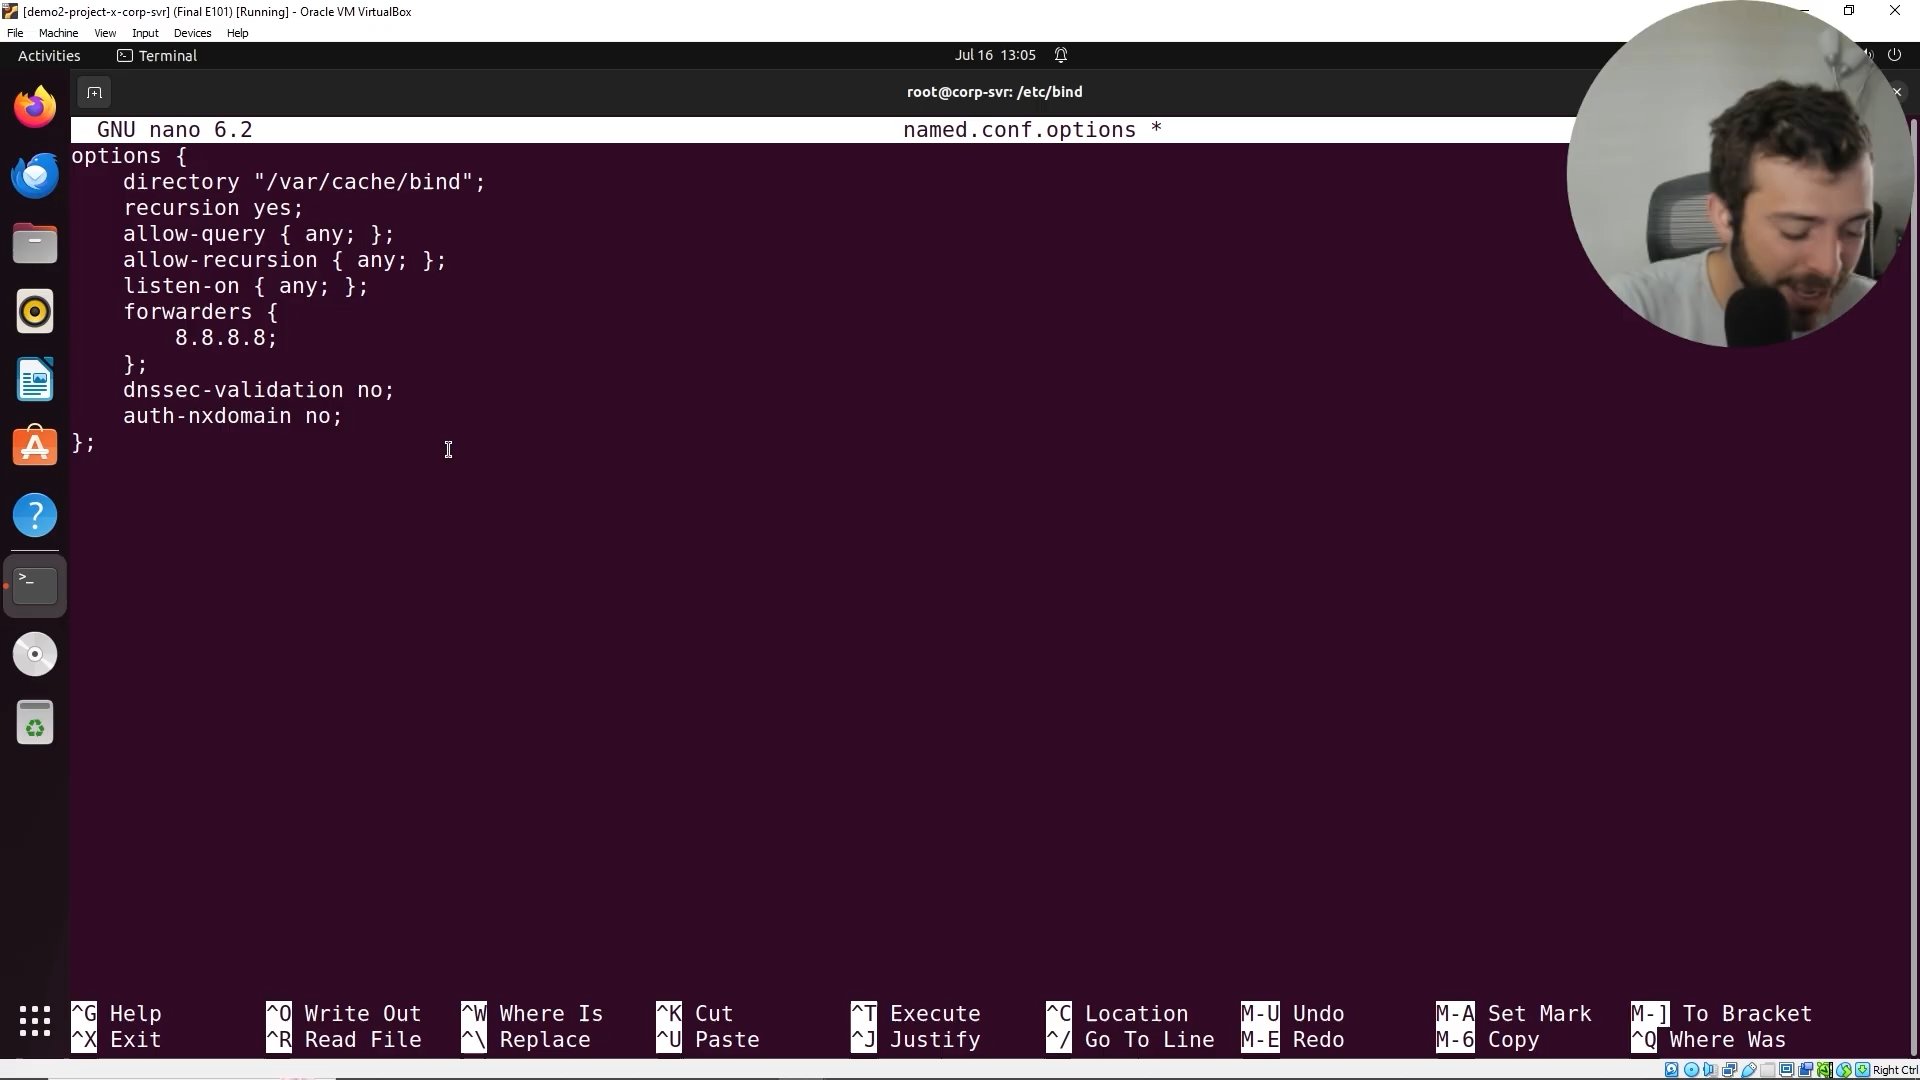 [demo2-project-x-corp-svr] (Final E101) [Running] - Oracle VM VirtualBox
File Machine View Input Devices Help
Activities Terminal Jul 16 13:05
root@corp-svr: /etc/bind
GNU nano 6.2 named.conf.options *
options {
    directory "/var/cache/bind";
    recursion yes;
    allow-query { any; };
    allow-recursion { any; };
    listen-on { any; };
    forwarders {
        8.8.8.8;
    };
    dnssec-validation no;
    auth-nxdomain no;
};
^G Help ^O Write Out ^W Where Is ^K Cut ^T Execute ^C Location M-U Undo M-A Set Mark M-] To Bracket
^X Exit ^R Read File ^\ Replace ^U Paste ^J Justify ^/ Go To Line M-E Redo M-6 Copy ^Q Where Was
Right Ctrl